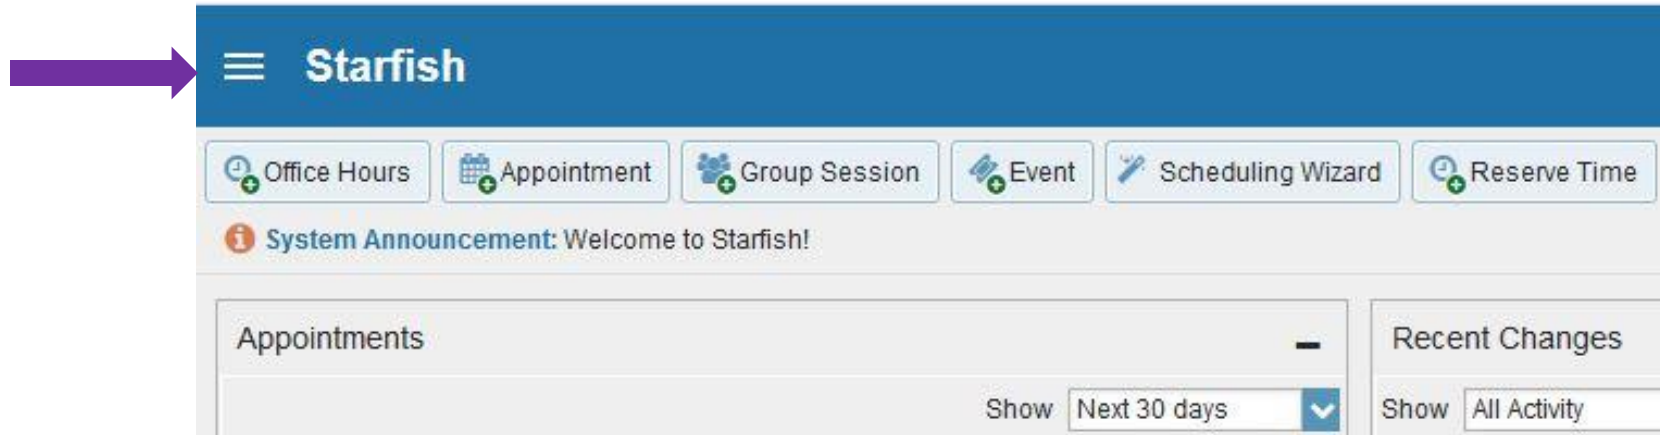 Starfish
Office Hours Appointment Group Session Event Scheduling Wizard Reserve Time
System Announcement: Welcome to Starfish!
Appointments Recent Changes
Show Next 30 days Show All Activity